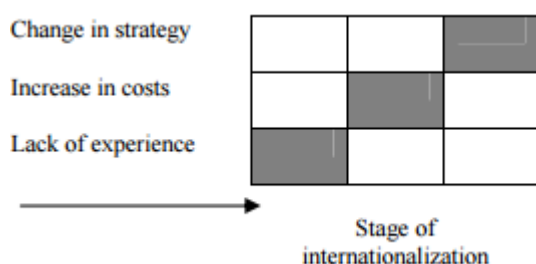 Change in strategy
Increase in costs
Lack of experience
Stage of
internationalization